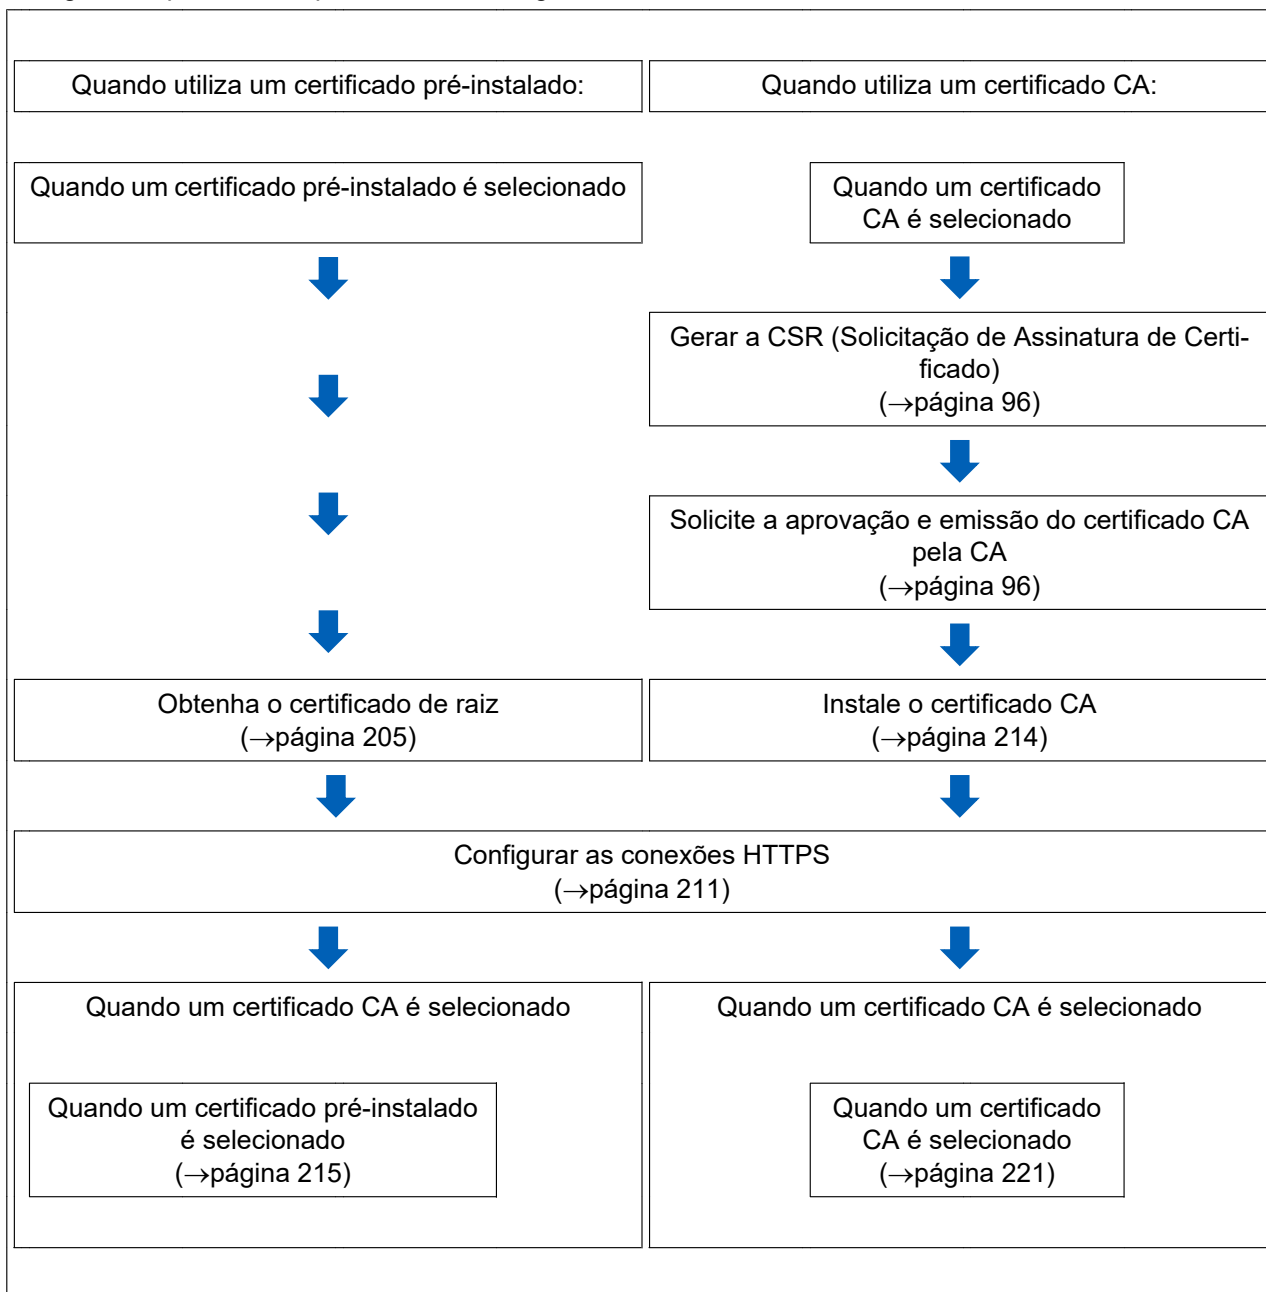 Quando utiliza um certificado pré-instalado:
Quando utiliza um certificado CA:
Quando um certificado pré-instalado é selecionado
Quando um certificado
CA é selecionado
Gerar a CSR (Solicitação de Assinatura de Certi-
ficado)
(→página 96)
Solicite a aprovação e emissão do certificado CA
pela CA
(→página 96)
Obtenha o certificado de raiz
(→página 205)
Instale o certificado CA
(→página 214)
Configurar as conexões HTTPS
(→página 211)
Quando um certificado CA é selecionado
Quando um certificado pré-instalado
é selecionado
(→página 215)
Quando um certificado CA é selecionado
Quando um certificado
CA é selecionado
(→página 221)